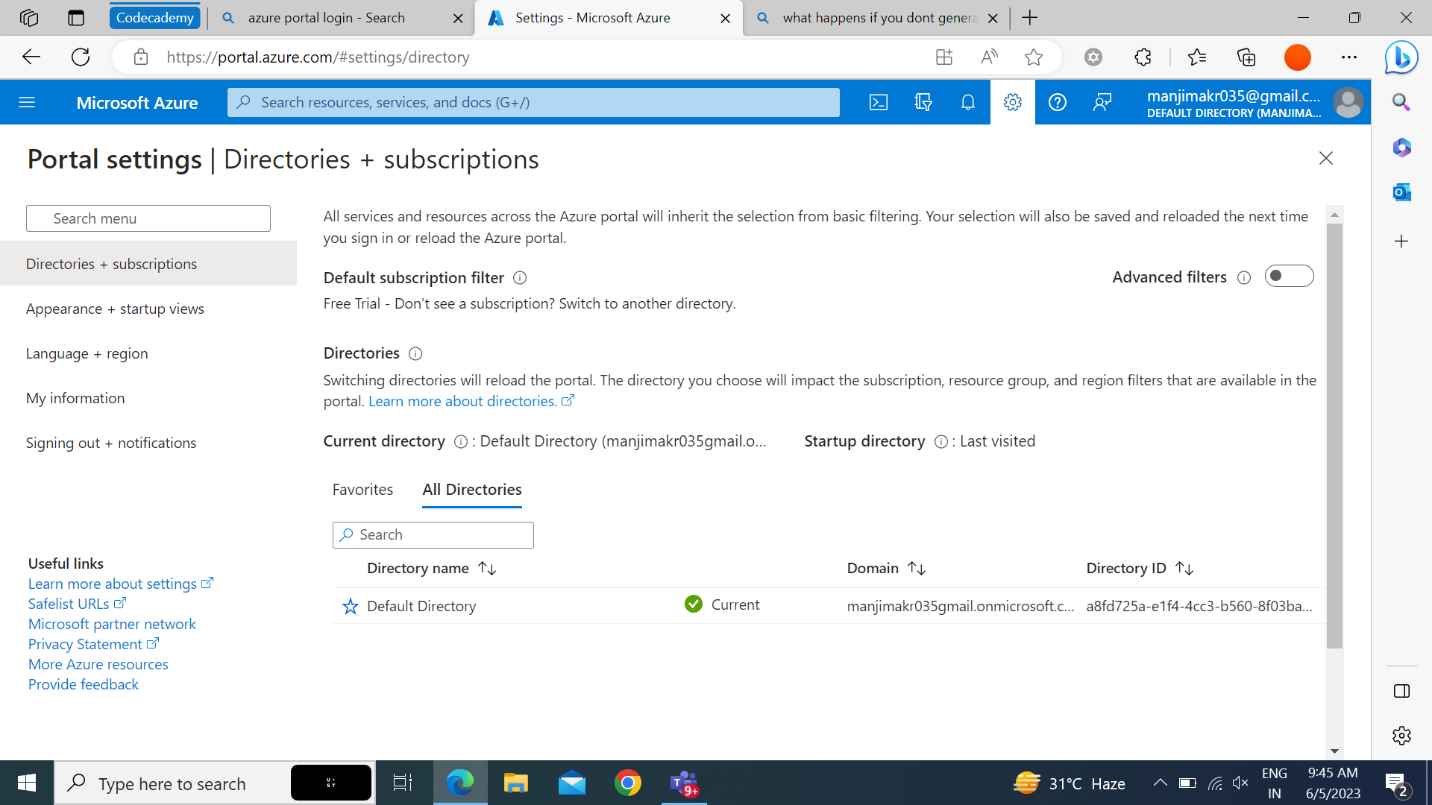 Codecademy
azure portal login - Search
Settings - Microsoft Azure
what happens if you dont genera
https://portal.azure.com/#settings/directory
Microsoft Azure
Search resources, services, and docs (G+/)
manjimakr035@gmail.c...
DEFAULT DIRECTORY (MANJIMA...
Portal settings | Directories + subscriptions
Search menu
Directories + subscriptions
Appearance + startup views
Language + region
My information
Signing out + notifications
Useful links
Learn more about settings
Safelist URLs
Microsoft partner network
Privacy Statement
More Azure resources
Provide feedback
All services and resources across the Azure portal will inherit the selection from basic filtering. Your selection will also be saved and reloaded the next time
you sign in or reload the Azure portal.
Default subscription filter
Advanced filters
Free Trial - Don't see a subscription? Switch to another directory.
Directories
Switching directories will reload the portal. The directory you choose will impact the subscription, resource group, and region filters that are available in the
portal. Learn more about directories.
Current directory : Default Directory (manjimakr035gmail.o...
Startup directory : Last visited
Favorites
All Directories
Search
Directory name
Domain
Directory ID
Default Directory
Current
manjimakr035gmail.onmicrosoft.c...
a8fd725a-e1f4-4cc3-b560-8f03ba...
Type here to search
9+
31°C Haze
ENG
IN
9:45 AM
6/5/2023
2